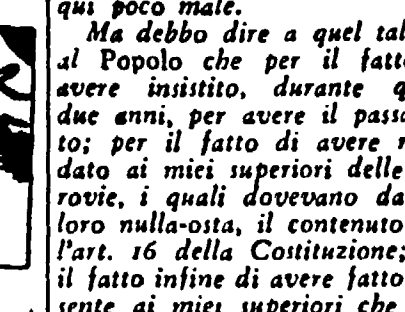 qui poco male.
Ma debbo dire a quel tal
al Popolo che per il fatto
avere insistito, durante q
due anni, per avere il passa
to; per il fatto di avere r
dato ai miei superiori delle
rovie, i quali dovevano da
loro nulla-osta, il contenuto
l'art. 16 della Costituzione;
il fatto infine di avere fatto
sente ai miei superiori che